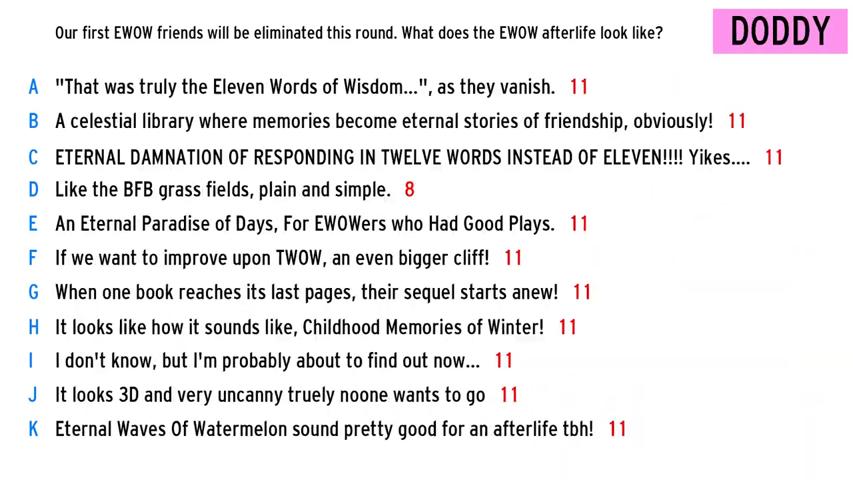 Our first EWOW friends will be eliminated this round. What does the EWOW afterlife look like?
DODDY
A "That was truly the Eleven Words of Wisdom...", as they vanish. 11
B A celestial library where memories become eternal stories of friendship, obviously! 11
C ETERNAL DAMNATION OF RESPONDING IN TWELVE WORDS INSTEAD OF ELEVEN!!!! Yikes.... 11
D Like the BFB grass fields, plain and simple. 8
E An Eternal Paradise of Days, For EWOWers who Had Good Plays. 11
F If we want to improve upon TWOW, an even bigger cliff! 11
G When one book reaches its last pages, their sequel starts anew! 11
H It looks like how it sounds like, Childhood Memories of Winter! 11
I I don't know, but I'm probably about to find out now... 11
J It looks 3D and very uncanny truely noone wants to go 11
K Eternal Waves Of Watermelon sound pretty good for an afterlife tbh! 11